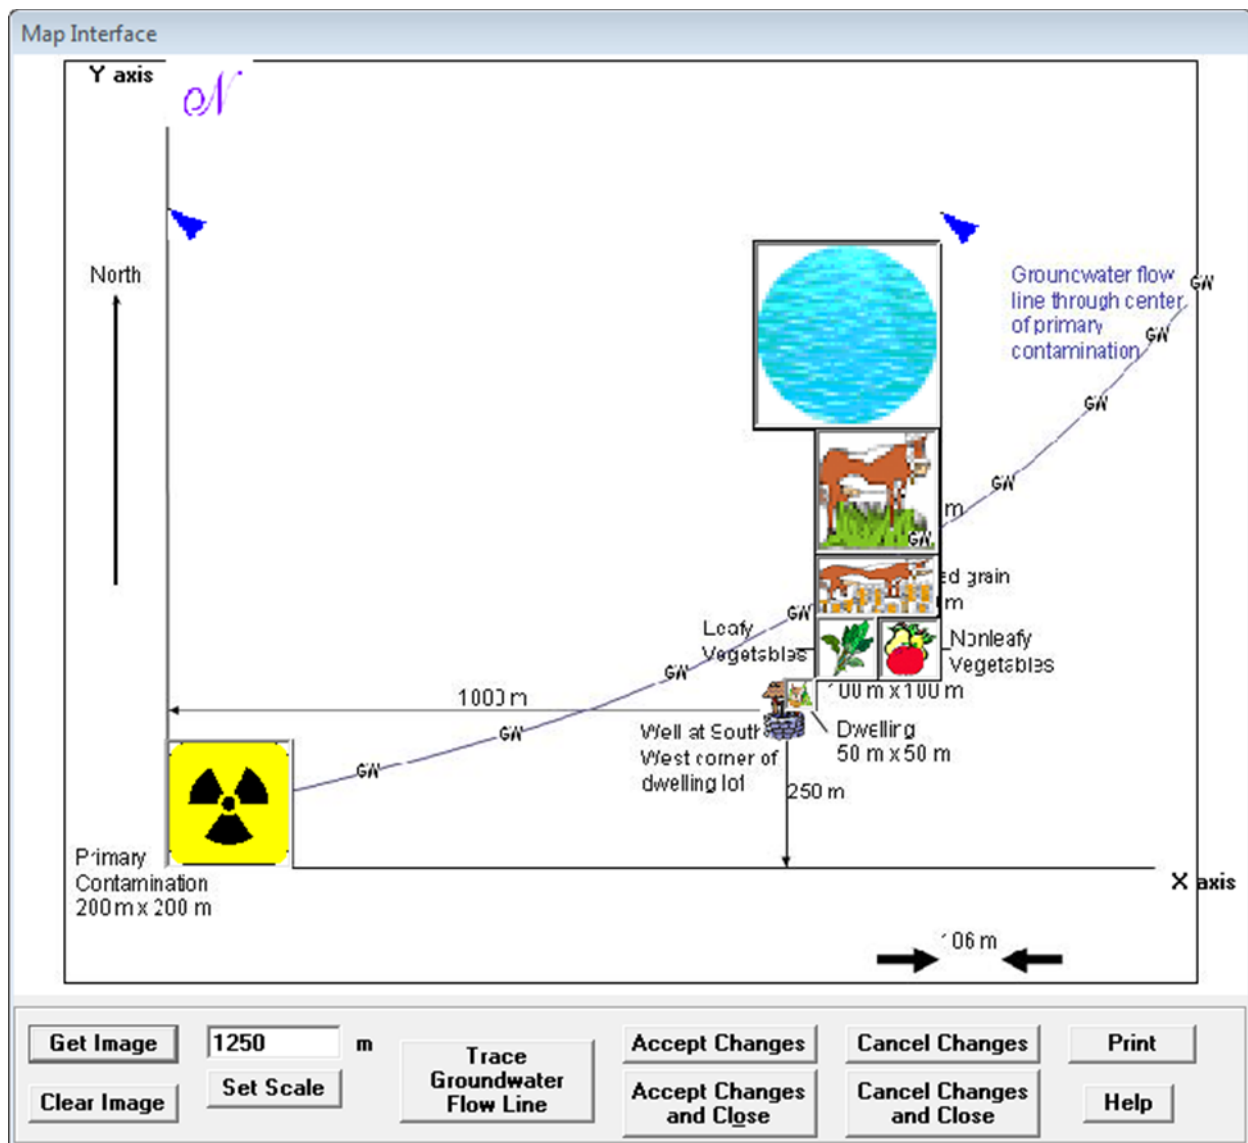 Map Interface
Y axis
N
North
Groundwater flow
line through center
of primary
contamination
GW
GW
GW
GW
GW
m
ed grain
m
GW
Leafy
Vegetables
Nonleafy
Vegetables
GW
1000 m
100 m x 100 m
GW
Well at South
West corner of
dwelling lot
Dwelling
50 m x 50 m
GW
250 m
Primary
Contamination
200 m x 200 m
X axis
106 m
Get Image
1250 m
Set Scale
Clear Image
Trace
Groundwater
Flow Line
Accept Changes
Accept Changes
and Close
Cancel Changes
Cancel Changes
and Close
Print
Help